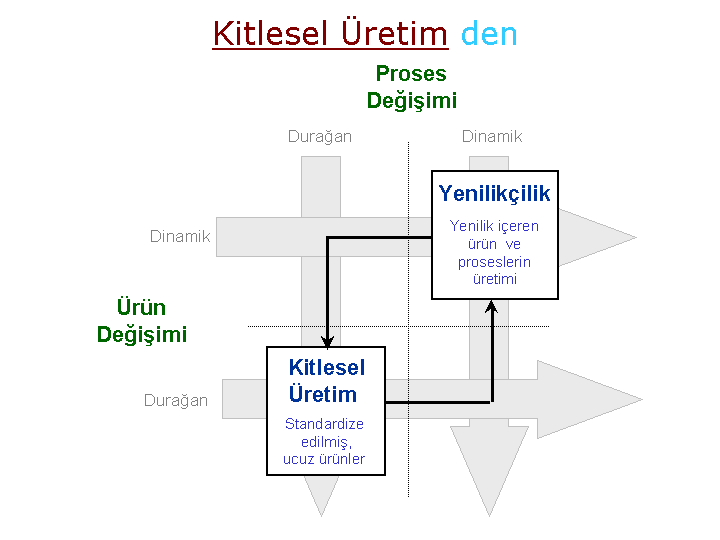 Kitlesel Üretim den
Proses
Değişimi
Durağan
Dinamik
Yenilikçilik
Yenilik içeren
ürün ve
proseslerin
üretimi
Dinamik
Ürün
Değişimi
Kitlesel
Üretim
Standardize
edilmiş,
ucuz ürünler
Durağan